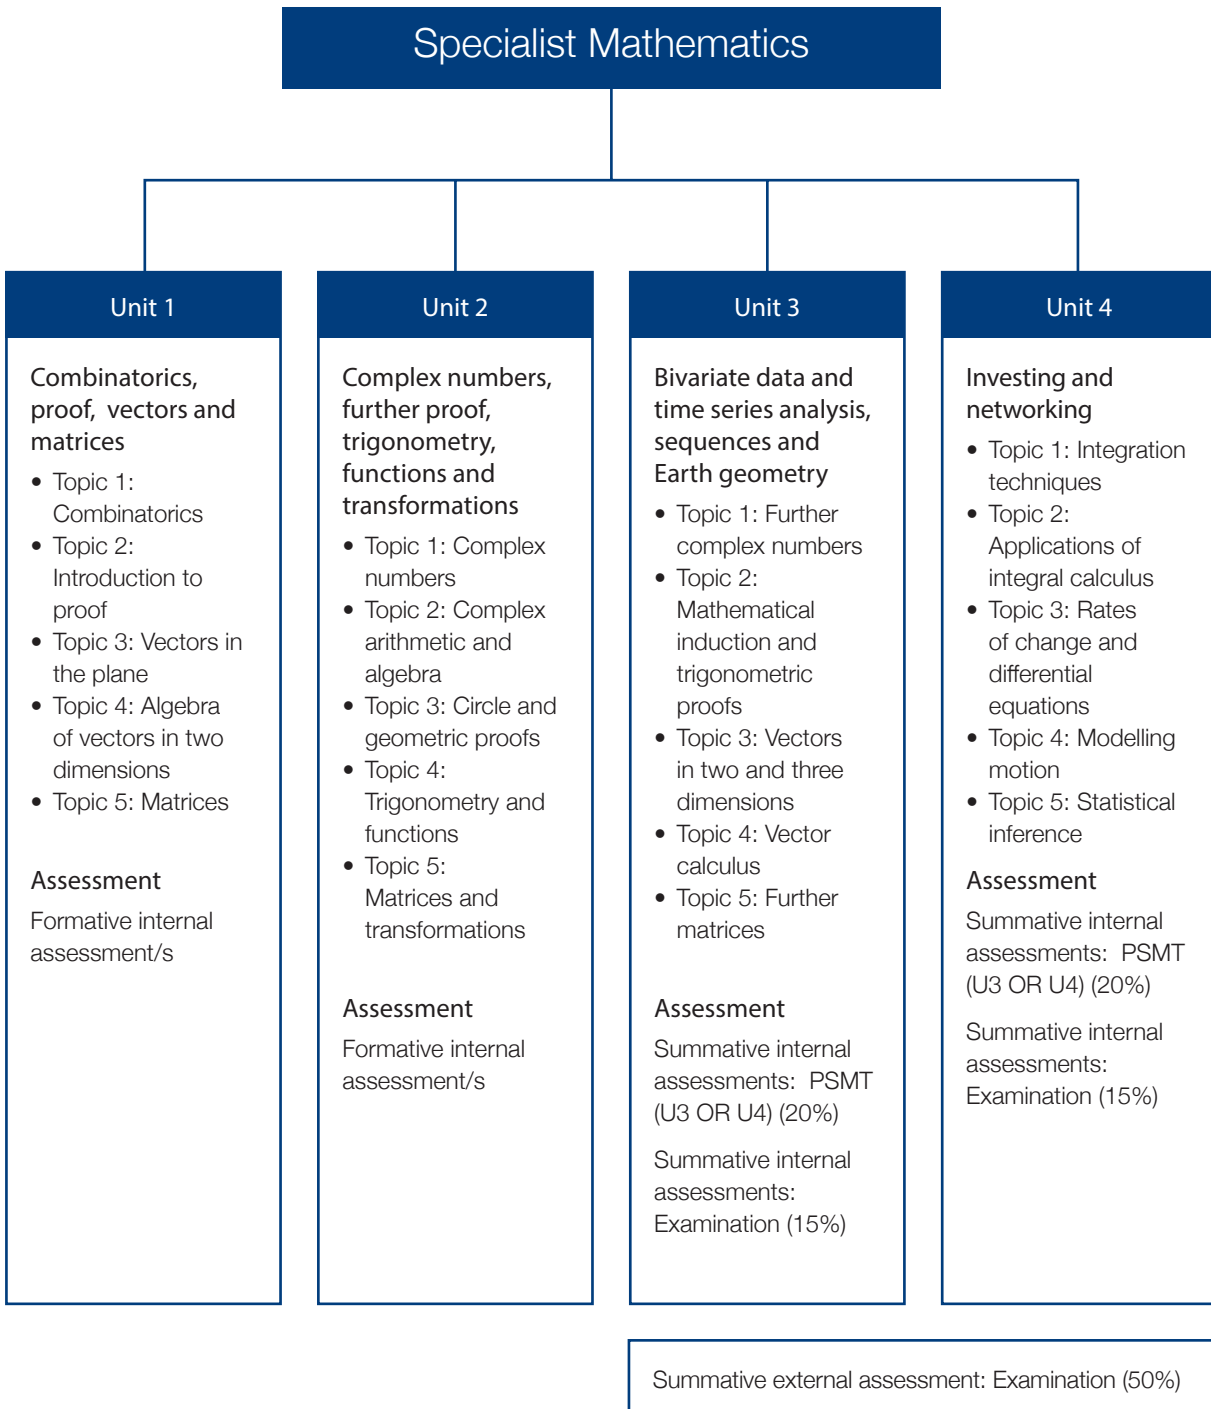 Specialist Mathematics
Unit 1
Combinatorics,
proof,  vectors and
matrices
• Topic 1:
Combinatorics
• Topic 2:
Introduction to
proof
• Topic 3: Vectors in
the plane
• Topic 4: Algebra
of vectors in two
dimensions
• Topic 5: Matrices
Assessment
Formative internal
assessment/s
Unit 2
Complex numbers,
further proof,
trigonometry,
functions and
transformations
• Topic 1: Complex
numbers
• Topic 2: Complex
arithmetic and
algebra
• Topic 3: Circle and
geometric proofs
• Topic 4:
Trigonometry and
functions
• Topic 5:
Matrices and
transformations
Assessment
Formative internal
assessment/s
Unit 3
Bivariate data and
time series analysis,
sequences and
Earth geometry
• Topic 1: Further
complex numbers
• Topic 2:
Mathematical
induction and
trigonometric
proofs
• Topic 3: Vectors
in two and three
dimensions
• Topic 4: Vector
calculus
• Topic 5: Further
matrices
Assessment
Summative internal
assessments:  PSMT
(U3 OR U4) (20%)
Summative internal
assessments:
Examination (15%)
Unit 4
Investing and
networking
• Topic 1: Integration
techniques
• Topic 2:
Applications of
integral calculus
• Topic 3: Rates
of change and
differential
equations
• Topic 4: Modelling
motion
• Topic 5: Statistical
inference
Assessment
Summative internal
assessments:  PSMT
(U3 OR U4) (20%)
Summative internal
assessments:
Examination (15%)
Summative external assessment: Examination (50%)